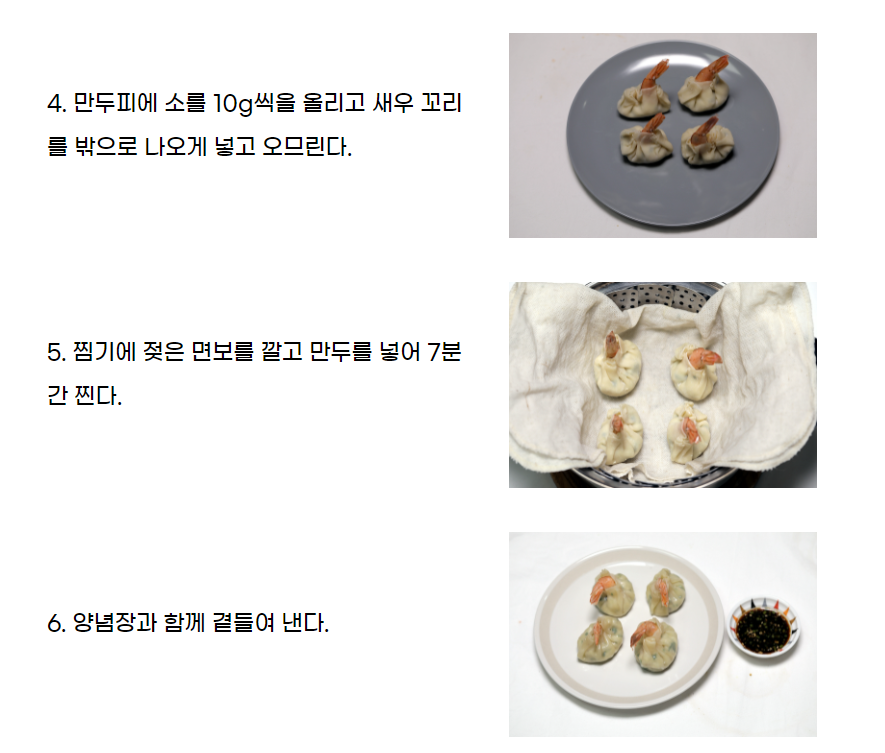 4. 만두피에 소를 10g씩을 올리고 새우 꼬리
를 밖으로 나오게 넣고 오므린다.
5. 찜기에 젖은 면보를 깔고 만두를 넣어 7분
간 찐다.
6. 양념장과 함께 곁들여 낸다.